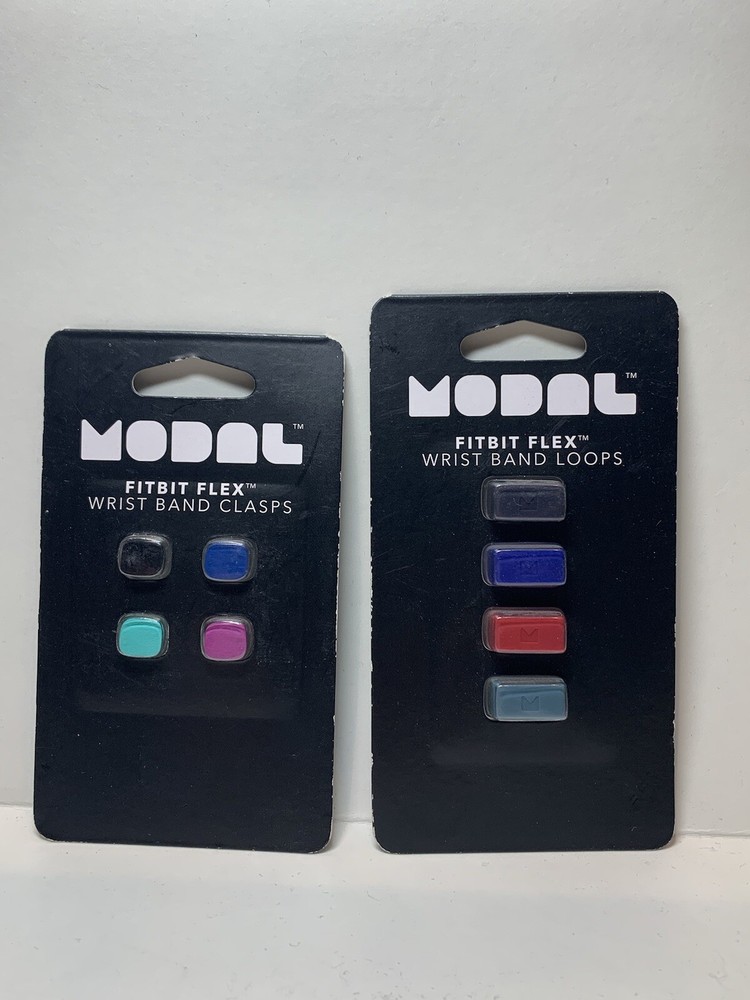 MODAL™
FITBIT FLEX™
WRIST BAND CLASPS
MODAL™
FITBIT FLEX™
WRIST BAND LOOPS
M
M
M
M